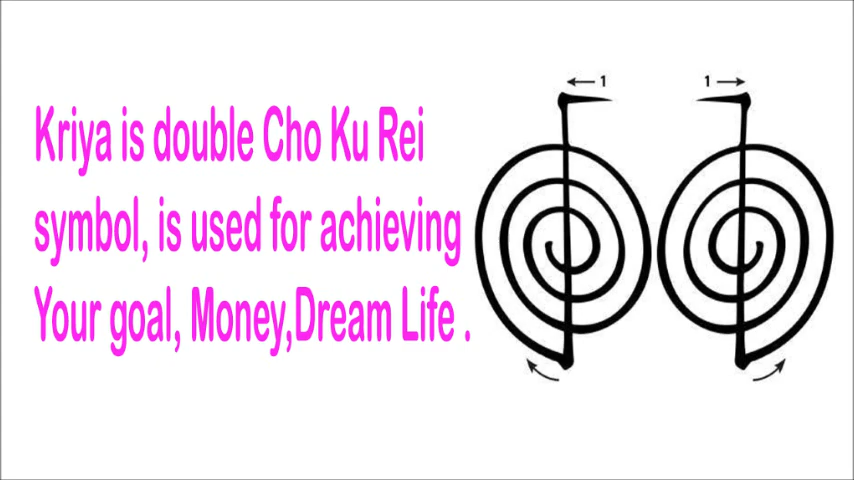 Kriya is double Cho Ku Rei
symbol, is used for achieving
Your goal, Money,Dream Life .
1
1